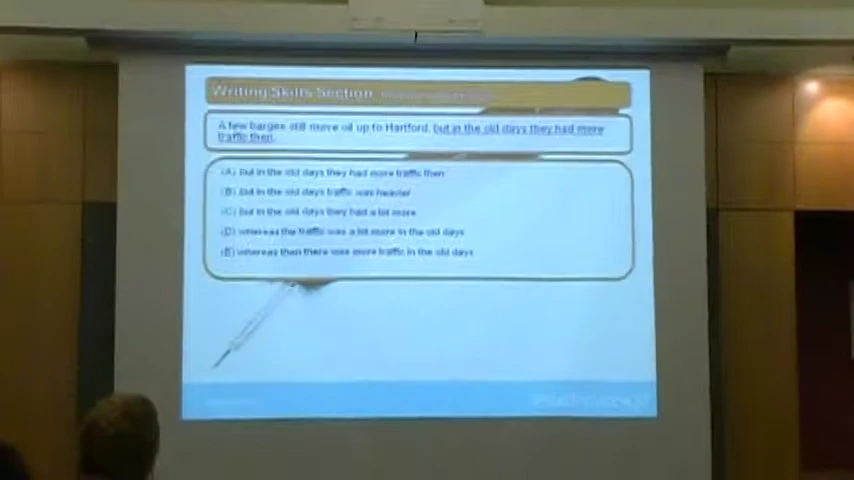 Writing Skills Section
A few barges still move oil up to Hartford, but in the old days they had more
traffic then.
(A) but in the old days they had more traffic then
(B) but in the old days traffic was heavier
(C) but in the old days they had a lot more
(D) whereas the traffic was a lot more in the old days
(E) whereas then there was more traffic in the old days